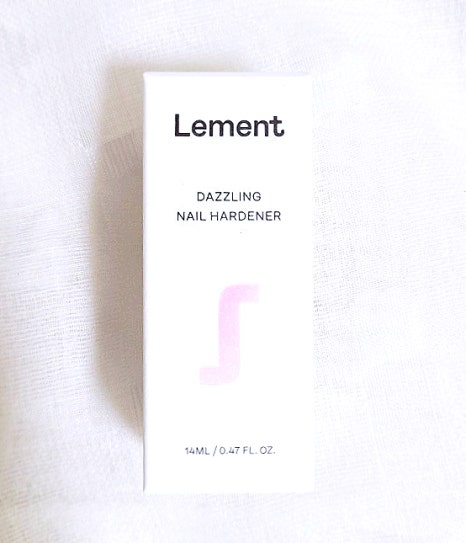 Lement
DAZZLING
NAIL HARDENER
14ML / 0.47 FL. OZ.